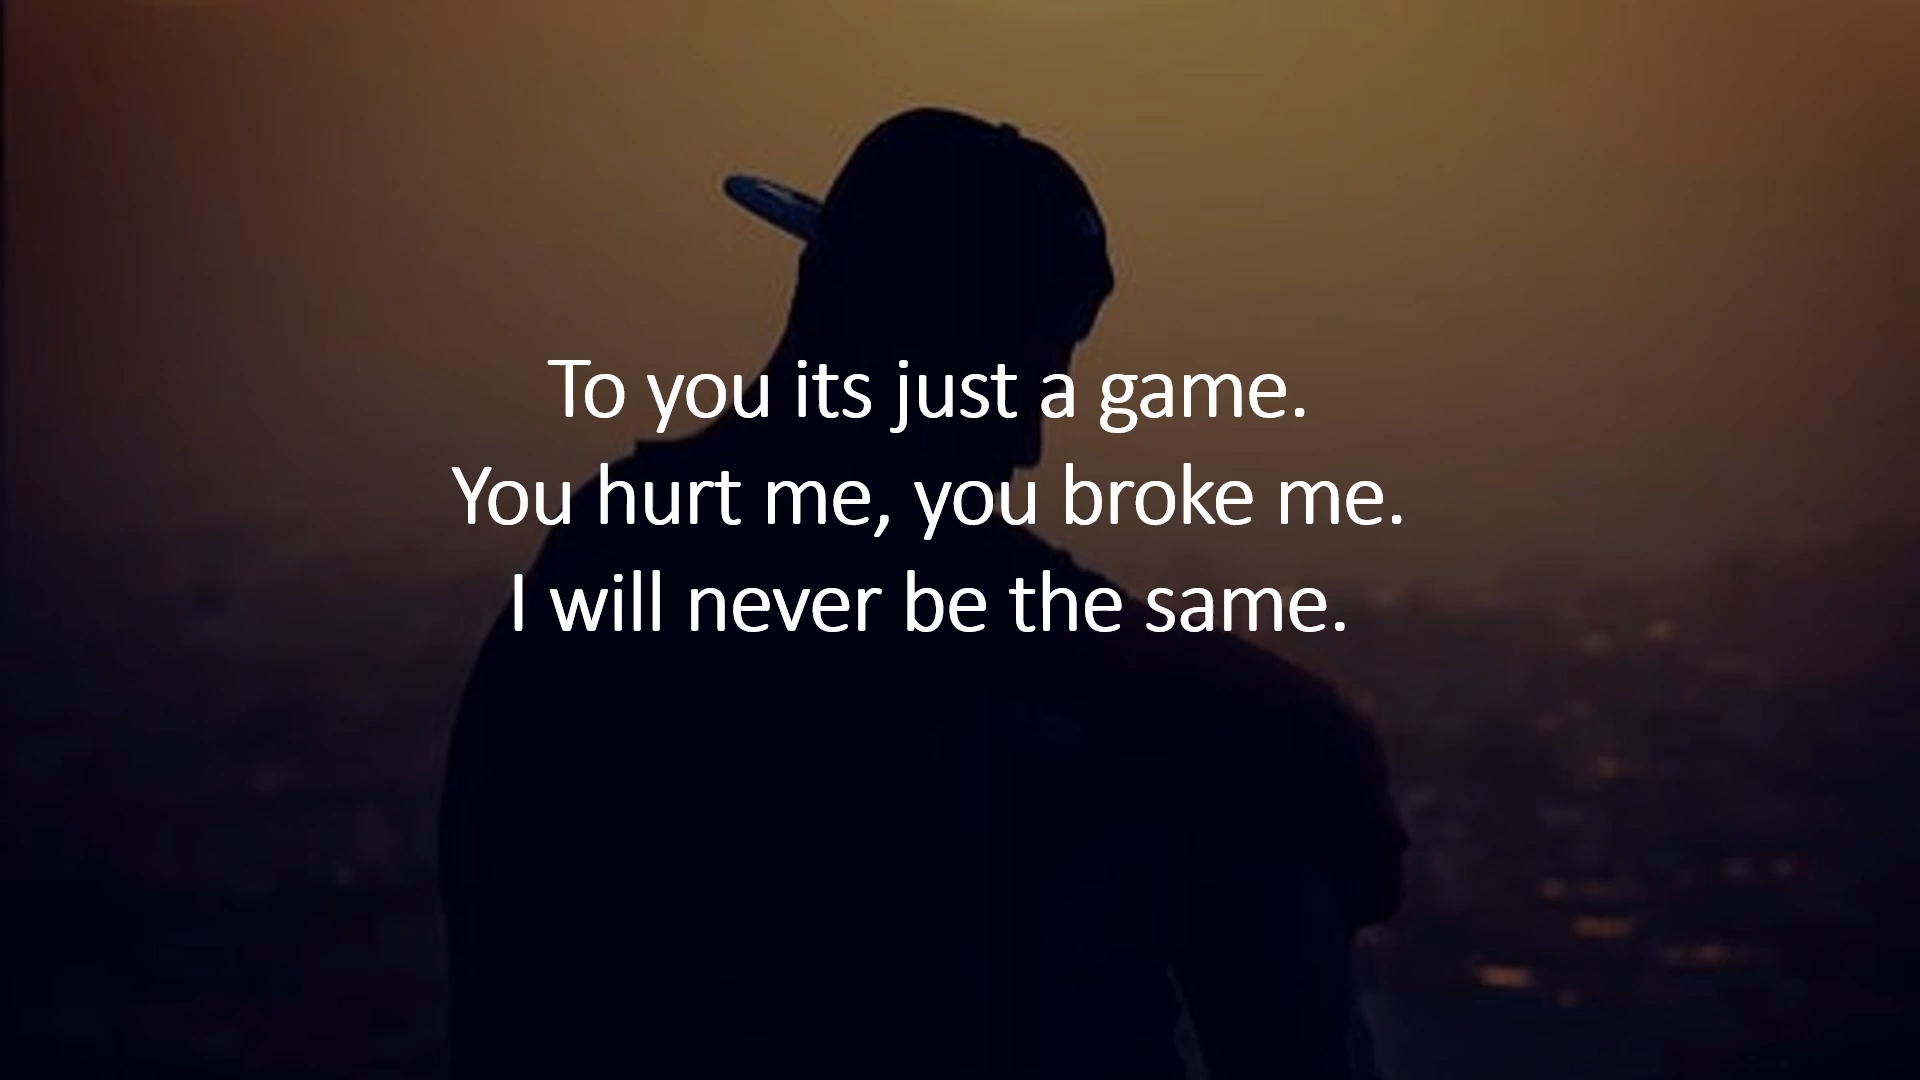 To you its just a game.
You hurt me, you broke me.
I will never be the same.